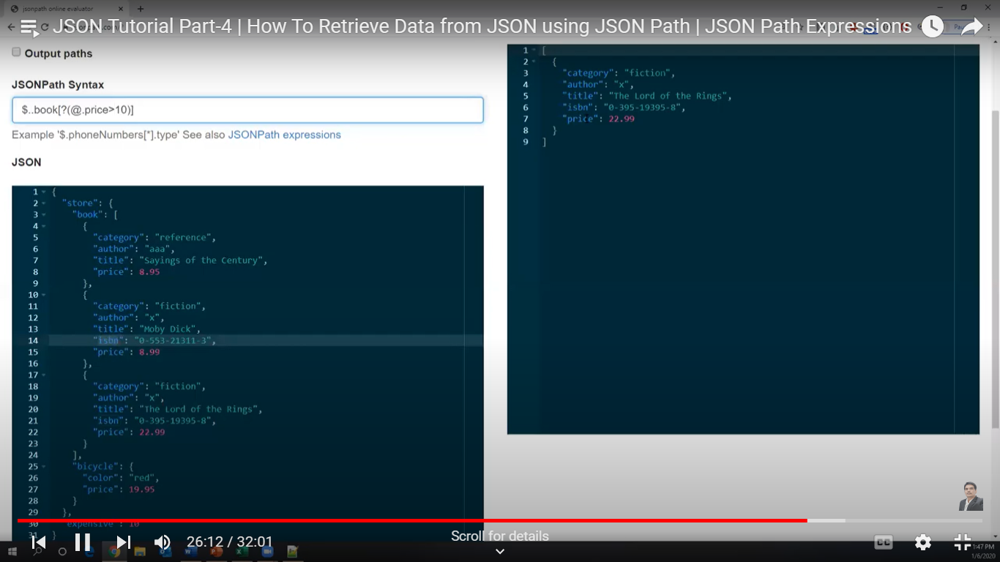 jsonpath online evaluator
JSON Tutorial Part-4 | How To Retrieve Data from JSON using JSON Path | JSON Path Expressions
Output paths
JSONPath Syntax
$..book[?(@.price>10)]
Example '$.phoneNumbers[*].type' See also JSONPath expressions
JSON
1 {
2 "store": {
3 "book": [
4 {
5 "category": "reference",
6 "author": "aaa",
7 "title": "Sayings of the Century",
8 "price": 8.95
9 },
10 {
11 "category": "fiction",
12 "author": "x",
13 "title": "Moby Dick",
14 "isbn": "0-553-21311-3",
15 "price": 8.99
16 },
17 {
18 "category": "fiction",
19 "author": "x",
20 "title": "The Lord of the Rings",
21 "isbn": "0-395-19395-8",
22 "price": 22.99
23 }
24 ],
25 "bicycle": {
26 "color": "red",
27 "price": 19.95
28 }
29 },
30 "expensive": 10
31 }
1 [
2 {
3 "category": "fiction",
4 "author": "x",
5 "title": "The Lord of the Rings",
6 "isbn": "0-395-19395-8",
7 "price": 22.99
8 }
9 ]
26:12 / 32:01
Scroll for details
CC
1:47 PM
1/6/2020